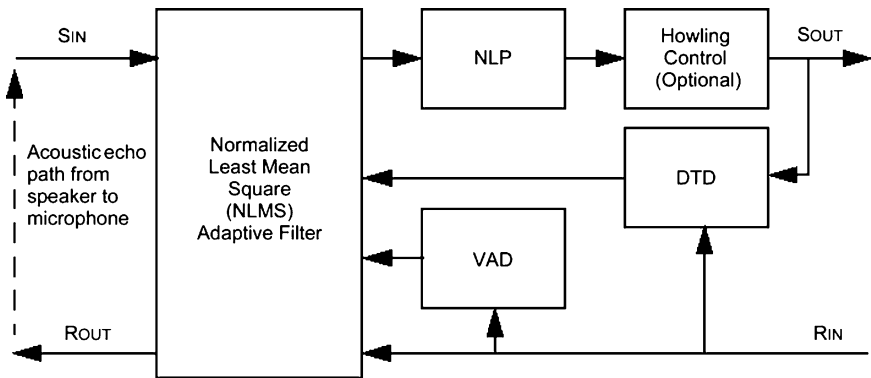 SIN
NLP
Howling
Control
(Optional)
SOUT
Acoustic echo
path from
speaker to
microphone
Normalized
Least Mean
Square
(NLMS)
Adaptive Filter
DTD
VAD
ROUT
RIN